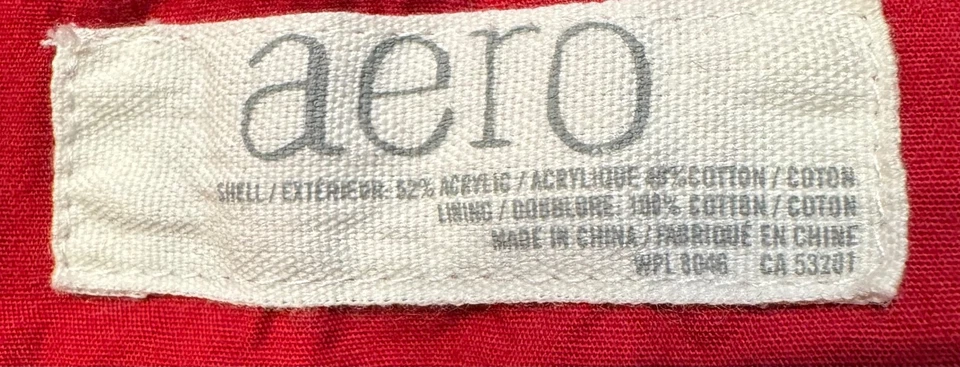 aero
SHELL / EXTÉRIEUR: 52% ACRYLIC / ACRYLIQUE 48%COTTON / COTON
LINING / DOUBLURE: 100% COTTON / COTON
MADE IN CHINA / FABRIQUÉ EN CHINE
WPL 8046 CA 53201